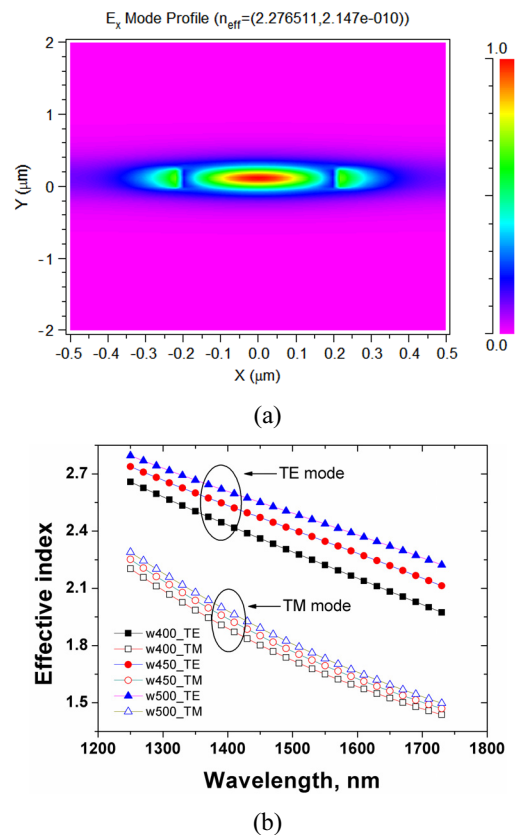 E_x Mode Profile (n_eff=(2.276511,2.147e-010))
2
1
0
-1
-2
Y (μm)
-0.5 -0.4 -0.3 -0.2 -0.1 0.0 0.1 0.2 0.3 0.4 0.5
X (μm)
1.0
0.0
(a)
2.7
2.4
2.1
1.8
1.5
Effective index
TE mode
TM mode
w400_TE
w400_TM
w450_TE
w450_TM
w500_TE
w500_TM
1200 1300 1400 1500 1600 1700 1800
Wavelength, nm
(b)